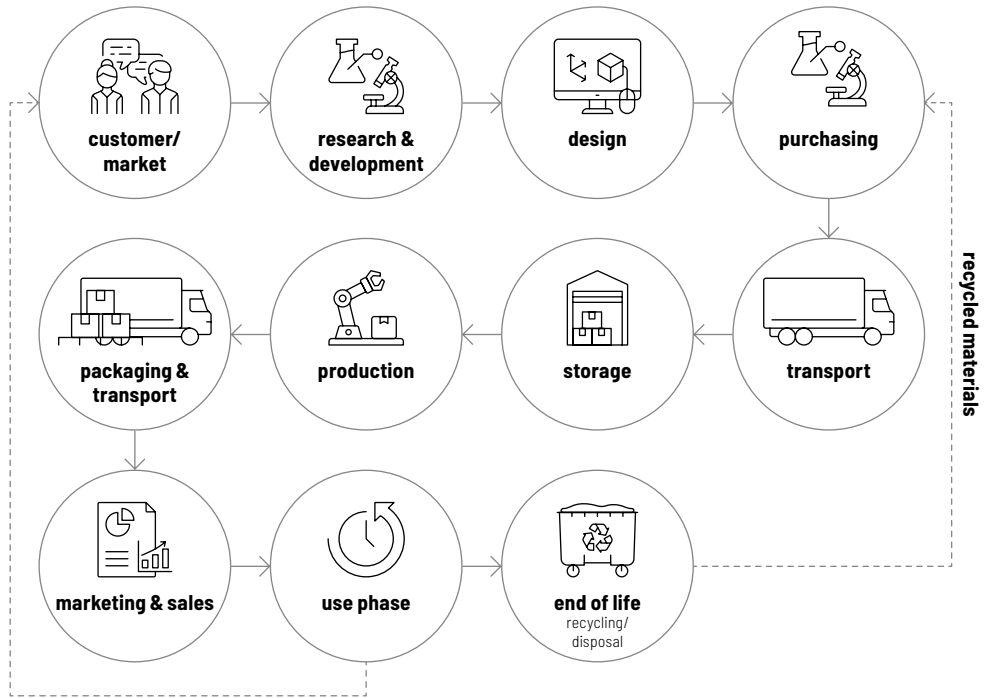 customer/
market
research &
development
design
purchasing
packaging &
transport
production
storage
transport
recycled materials
marketing & sales
use phase
end of life
recycling/
disposal